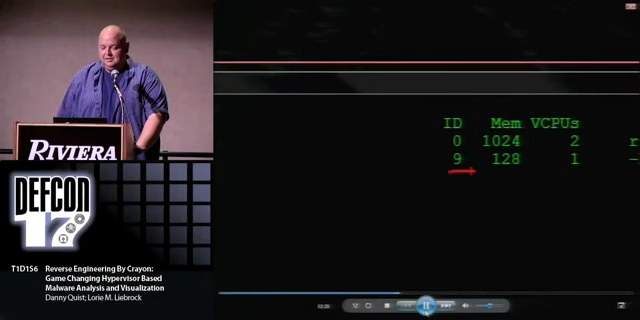 RIVIERA
DEFCON
17
T1D1S6 Reverse Engineering By Crayon:
Game Changing Hypervisor Based
Malware Analysis and Visualization
Danny Quist; Lorie M. Liebrock
ID Mem VCPUs
0 1024 2 r
9 128 1 -